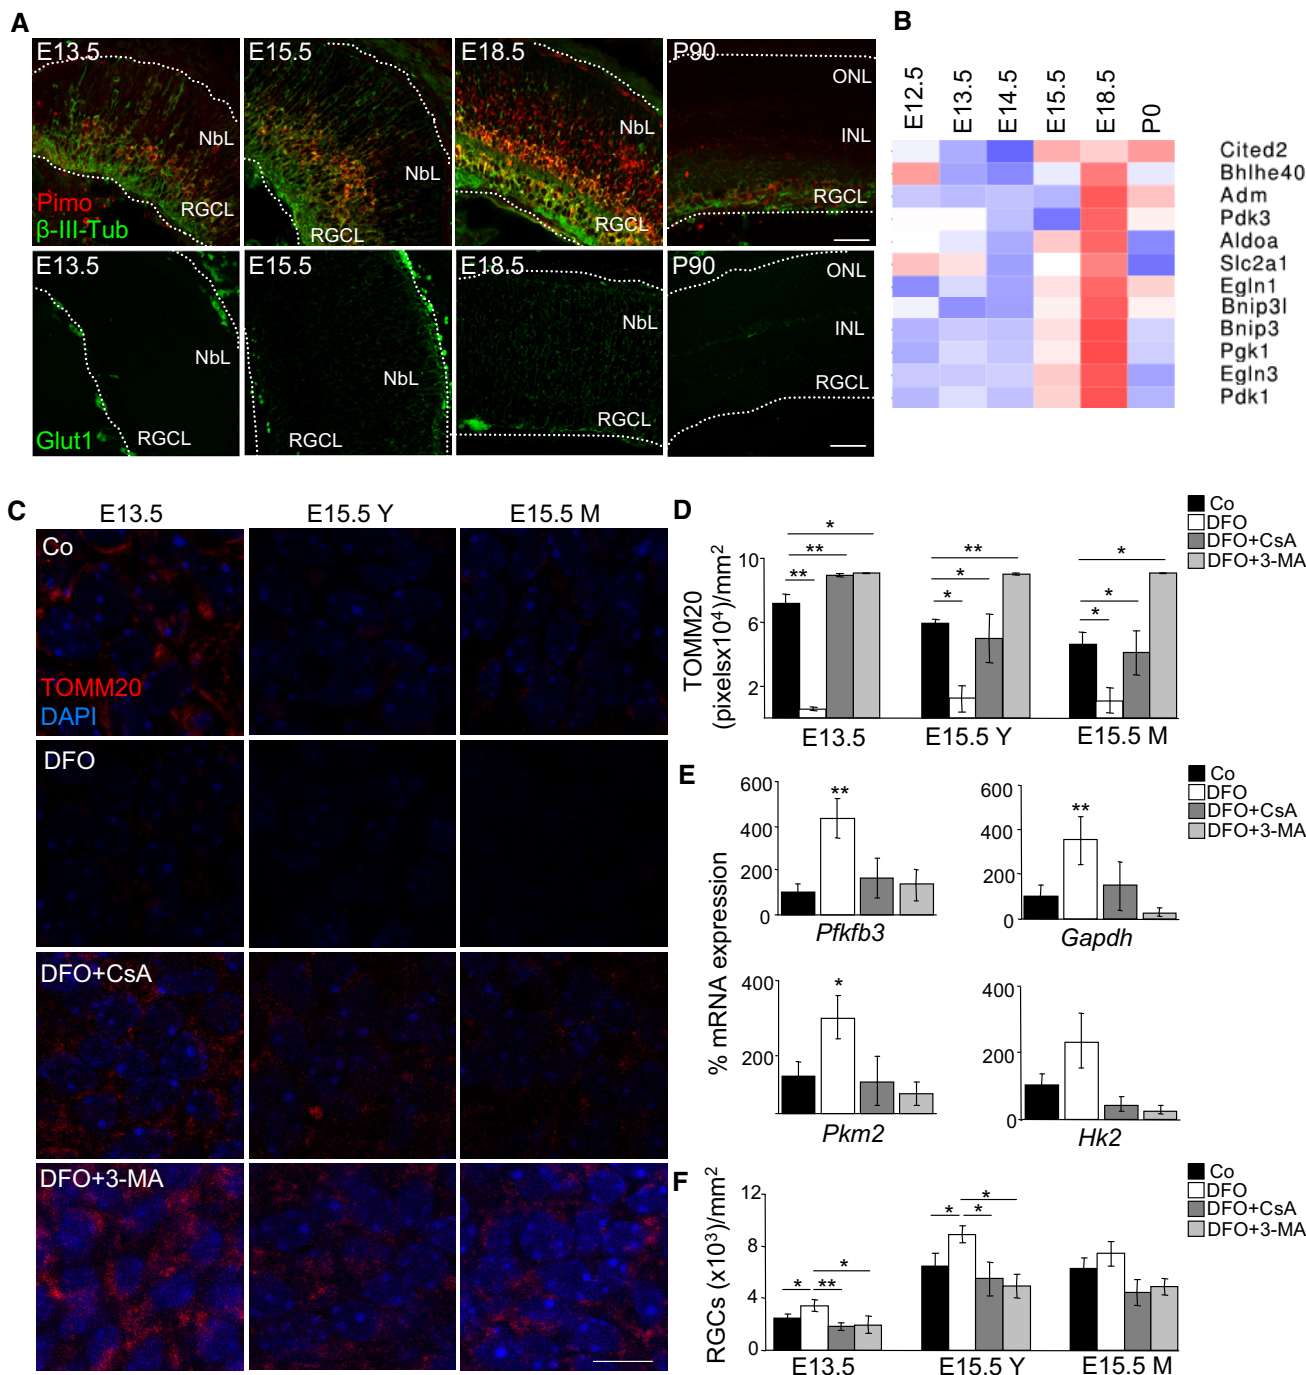 A
E13.5
E15.5
E18.5
P90
NbL
NbL
NbL
ONL
INL
RGCL
RGCL
RGCL
RGCL
Pimo
β-III-Tub
E13.5
E15.5
E18.5
P90
NbL
NbL
NbL
ONL
INL
RGCL
RGCL
RGCL
RGCL
Glut1
B
E12.5
E13.5
E14.5
E15.5
E18.5
P0
Cited2
Bhlhe40
Adm
Pdk3
Aldoa
Slc2a1
Egln1
Bnip3l
Bnip3
Pgk1
Egln3
Pdk1
C
E13.5
E15.5 Y
E15.5 M
Co
TOMM20
DAPI
DFO
DFO+CsA
DFO+3-MA
D
TOMM20
(pixelsx10⁴)/mm²
10
6
2
*
**
**
**
*
*
*
*
*
E13.5
E15.5 Y
E15.5 M
Co
DFO
DFO+CsA
DFO+3-MA
E
% mRNA expression
600
400
200
0
**
Pfkfb3
600
400
200
0
**
Gapdh
400
200
*
Pkm2
400
200
0
Hk2
Co
DFO
DFO+CsA
DFO+3-MA
F
RGCs (x10³)/mm²
12
8
4
0
*
*
**
*
*
*
E13.5
E15.5 Y
E15.5 M
Co
DFO
DFO+CsA
DFO+3-MA